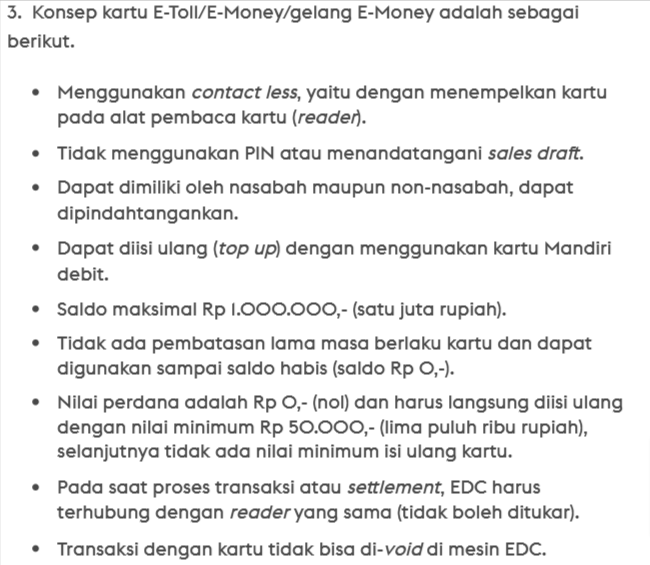 3. Konsep kartu E-Toll/E-Money/gelang E-Money adalah sebagai
berikut.
• Menggunakan contact less, yaitu dengan menempelkan kartu
pada alat pembaca kartu (reader).
• Tidak menggunakan PIN atau menandatangani sales draft.
• Dapat dimiliki oleh nasabah maupun non-nasabah, dapat
dipindahtangankan.
• Dapat diisi ulang (top up) dengan menggunakan kartu Mandiri
debit.
• Saldo maksimal Rp 1.000.000,- (satu juta rupiah).
• Tidak ada pembatasan lama masa berlaku kartu dan dapat
digunakan sampai saldo habis (saldo Rp 0,-).
• Nilai perdana adalah Rp 0,- (nol) dan harus langsung diisi ulang
dengan nilai minimum Rp 50.000,- (lima puluh ribu rupiah),
selanjutnya tidak ada nilai minimum isi ulang kartu.
• Pada saat proses transaksi atau settlement, EDC harus
terhubung dengan reader yang sama (tidak boleh ditukar).
• Transaksi dengan kartu tidak bisa di-void di mesin EDC.